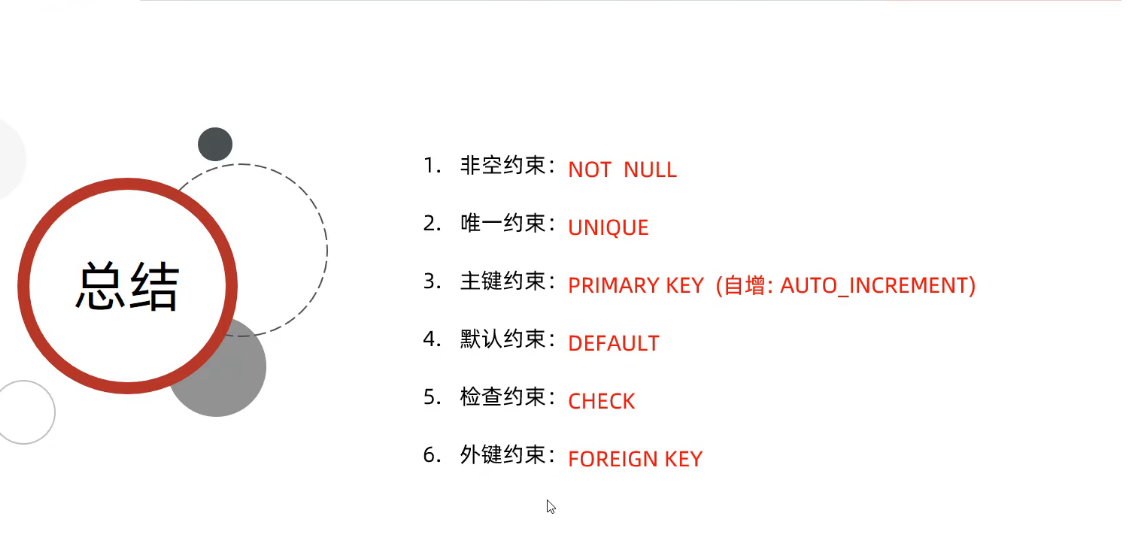 总结
1. 非空约束：NOT NULL
2. 唯一约束：UNIQUE
3. 主键约束：PRIMARY KEY (自增: AUTO_INCREMENT)
4. 默认约束：DEFAULT
5. 检查约束：CHECK
6. 外键约束：FOREIGN KEY